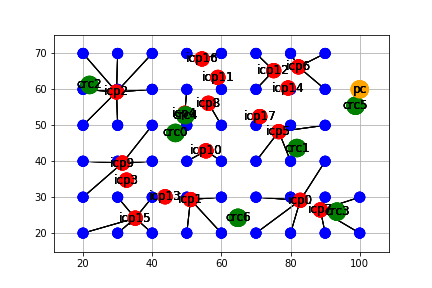 70
60
50
40
30
20
20
40
60
80
100
icp16
icp12
icp6
icp11
crc2
icp2
icp14
pc
icp8
crc5
icp17
crc0
icp5
icp10
crc1
icp9
icp3
icp13
icp1
icp0
icp7
crc3
icp15
crc6